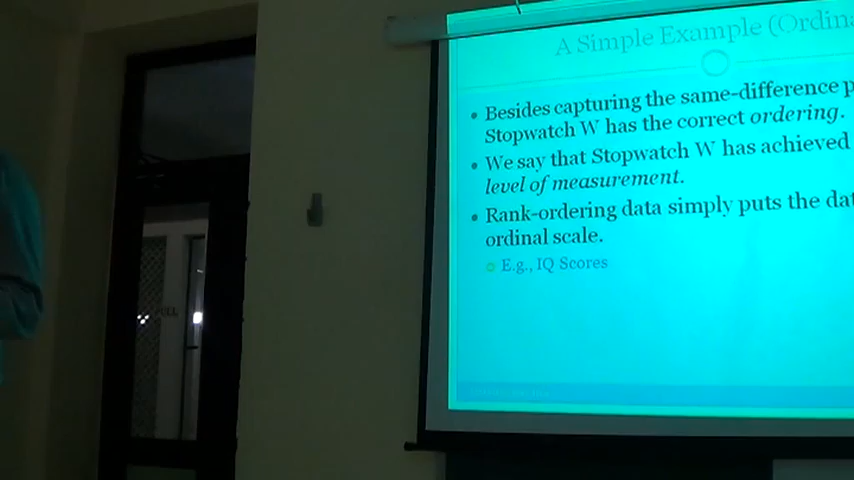 A Simple Example (Ordina
• Besides capturing the same-difference p
Stopwatch W has the correct ordering.
• We say that Stopwatch W has achieved
level of measurement.
• Rank-ordering data simply puts the dat
ordinal scale.
E.g., IQ Scores